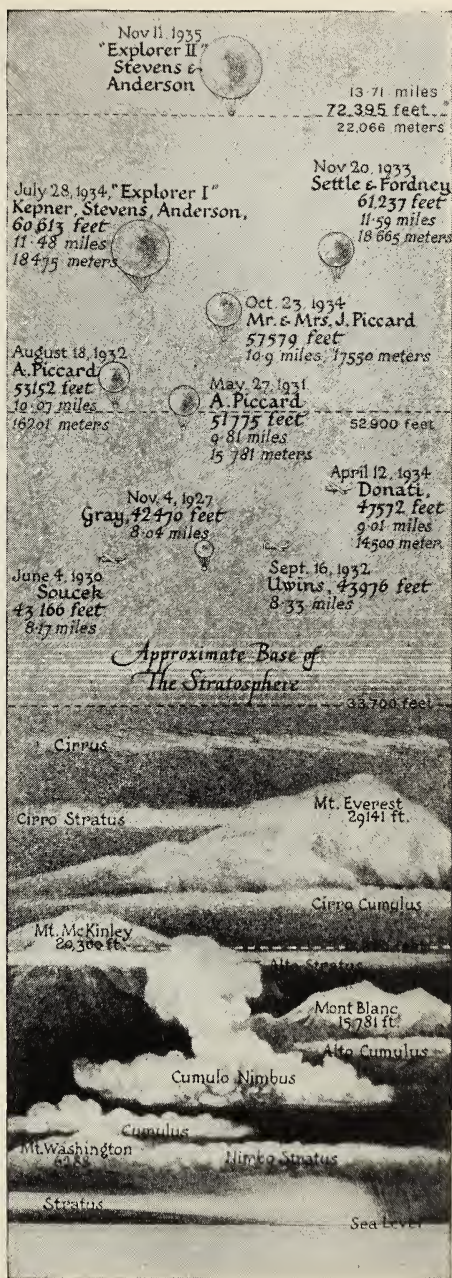 Nov 11, 1935
"Explorer II"
Stevens &
Anderson
13.71 miles
72,395 feet
22,066 meters
Nov 20, 1933
Settle & Fordney
61,237 feet
11.59 miles
18 665 meters
July 28, 1934, "Explorer I"
Kepner, Stevens, Anderson,
60,613 feet
11.48 miles
18475 meters
Oct. 23, 1934
Mr. & Mrs. J. Piccard
57579 feet
10.9 miles, 17550 meters
August 18, 1932
A. Piccard
53152 feet
10.07 miles
16201 meters
May, 27, 1931
A. Piccard
51775 feet
9.81 miles
15 781 meters
52,800 feet
April 12, 1934
Donati,
47572 feet
9.01 miles
14500 meters
Nov. 4, 1927
Gray, 42470 feet
8.04 miles
June 4, 1930
Soucek
43 166 feet
8.17 miles
Sept. 16, 1932
Uwins, 43976 feet
8.33 miles
Approximate Base of
The Stratosphere
33,700 feet
Cirrus
Mt. Everest
29141 ft.
Cirro Stratus
Cirro Cumulus
Mt. McKinley
20,300 ft.
Alto Stratus
Mont Blanc
15,781 ft.
Alto Cumulus
Cumulo Nimbus
Cumulus
Mt. Washington
6288
Nimbo Stratus
Stratus
Sea Level